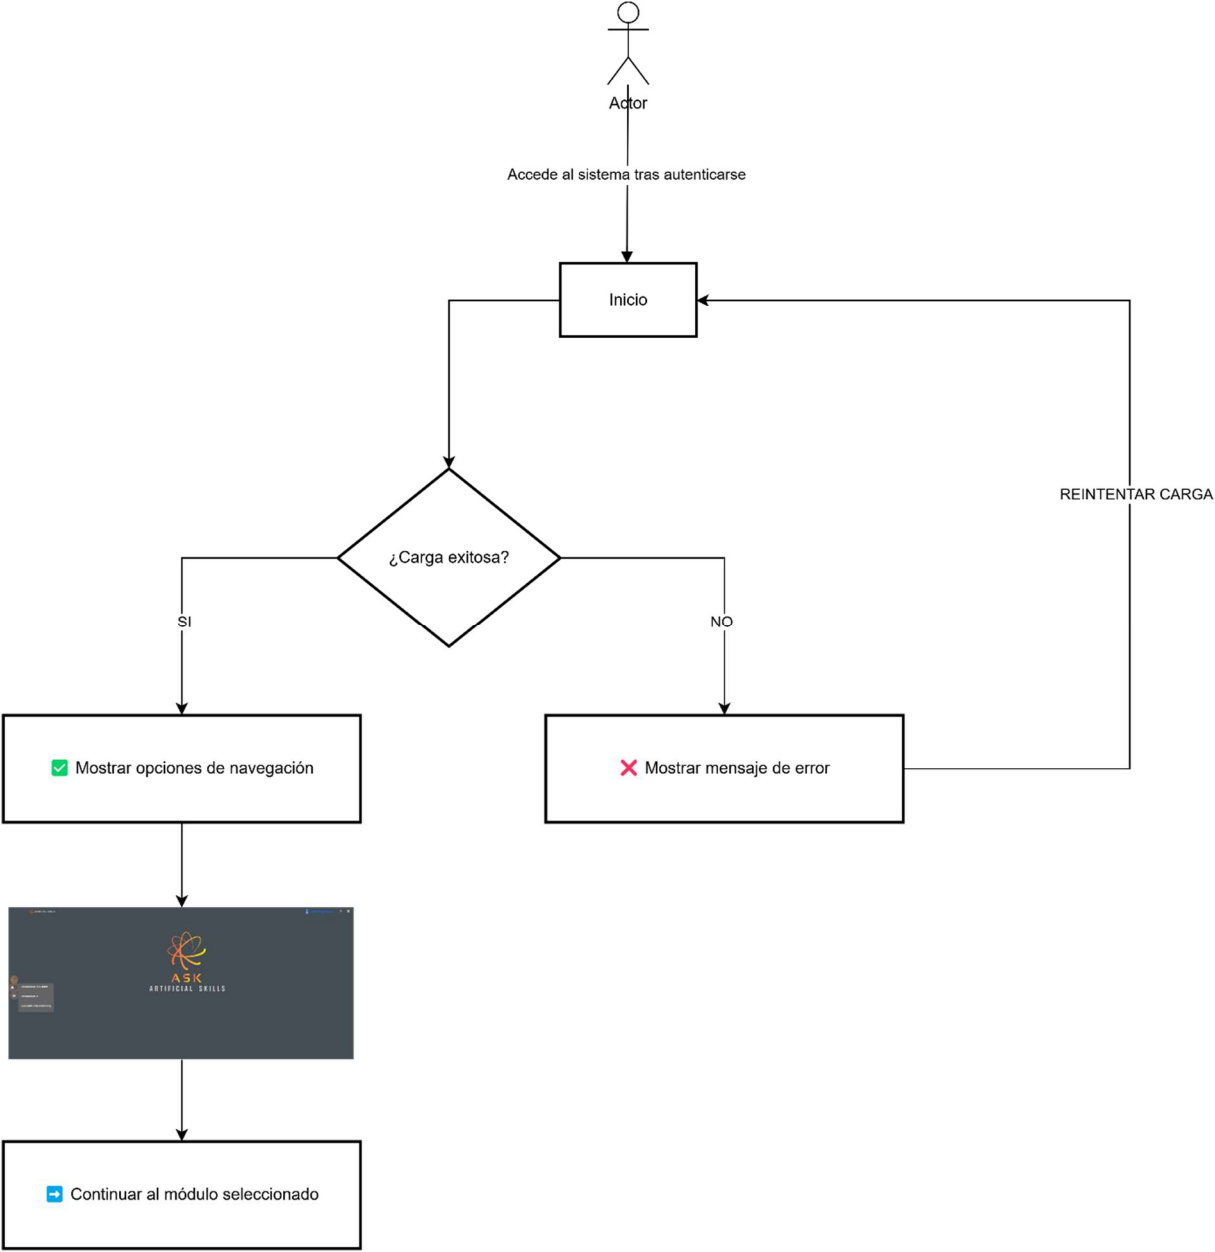 Actor
Accede al sistema tras autenticarse
Inicio
REINTENTAR CARGA
¿Carga exitosa?
SI
NO
✅ Mostrar opciones de navegación
❌ Mostrar mensaje de error
ASK
ARTIFICIAL SKILLS
➡️ Continuar al módulo seleccionado